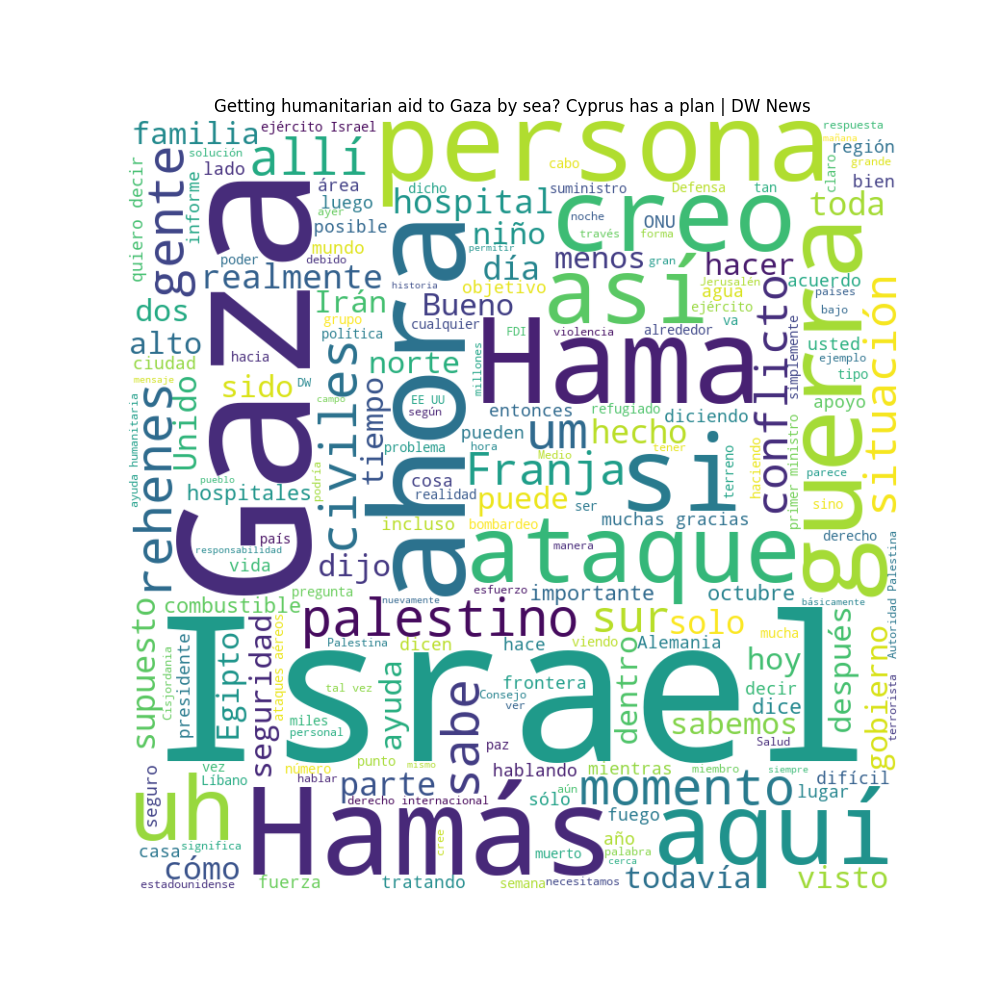 Getting humanitarian aid to Gaza by sea? Cyprus has a plan | DW News
familia
ejército Israel
persona
respuesta
mañana
solución
allí
cabo
región
grande
quiero decir
gente
informe
lado
área
dicho
hospital
suministro
Defensa
tan
claro
bien
Gaza
luego
ayer
posible
ahora
niño
noche
creo
ONU
través
forma
toda
poder
debido
mundo
permitir
menos
gran
hacer
guerra
realmente
historia
día
objetivo
así
Jerusalén
agua
conflicto
acuerdo
países
situación
dos
Irán
Bueno
ejército
bajo
grupo
cualquier
FDI
Hama
violencia
alrededor
va
simplemente
usted
alto
hacia
política
civiles
norte
millones
ejemplo
ciudad
mensaje
sido
DW
tiempo
EE UU
según
tipo
rehenes
Unido
campo
entonces
refugiado
diciendo
apoyo
ayuda humanitaria
pueden
um
hecho
problema
hora
Medio
tener
si
terreno
haciendo
primer ministro
parece
pueblo
hospitales
podría
cosa
realidad
Franja
puede
ser
sino
incluso
bombardeo
muchas gracias
derecho
país
responsabilidad
vida
dijo
ataque
manera
Autoridad Palestina
supuesto
combustible
pregunta
nuevamente
esfuerzo
importante
octubre
básicamente
palestino
sur
solo
Cisjordania
presidente
Egipto
seguridad
ataques aéreos
Palestina
dicen
hace
viendo
Alemania
mucha
después
gobierno
terrorista
Israel
tal vez
ayuda
sabe
frontera
dentro
hoy
decir
miles
personal
Consejo
ver
sabemos
dice
paz
Salud
seguro
vez
Líbano
número
punto
mismo
hablar
hablando
mientras
miembro
siempre
difícil
uh
parte
aún
momento
lugar
Hamás
derecho internacional
sólo
fuego
aquí
casa
significa
cree
muerto
año
palabra
cerca
cómo
estadounidense
fuerza
tratando
semana
necesitamos
todavía
visto